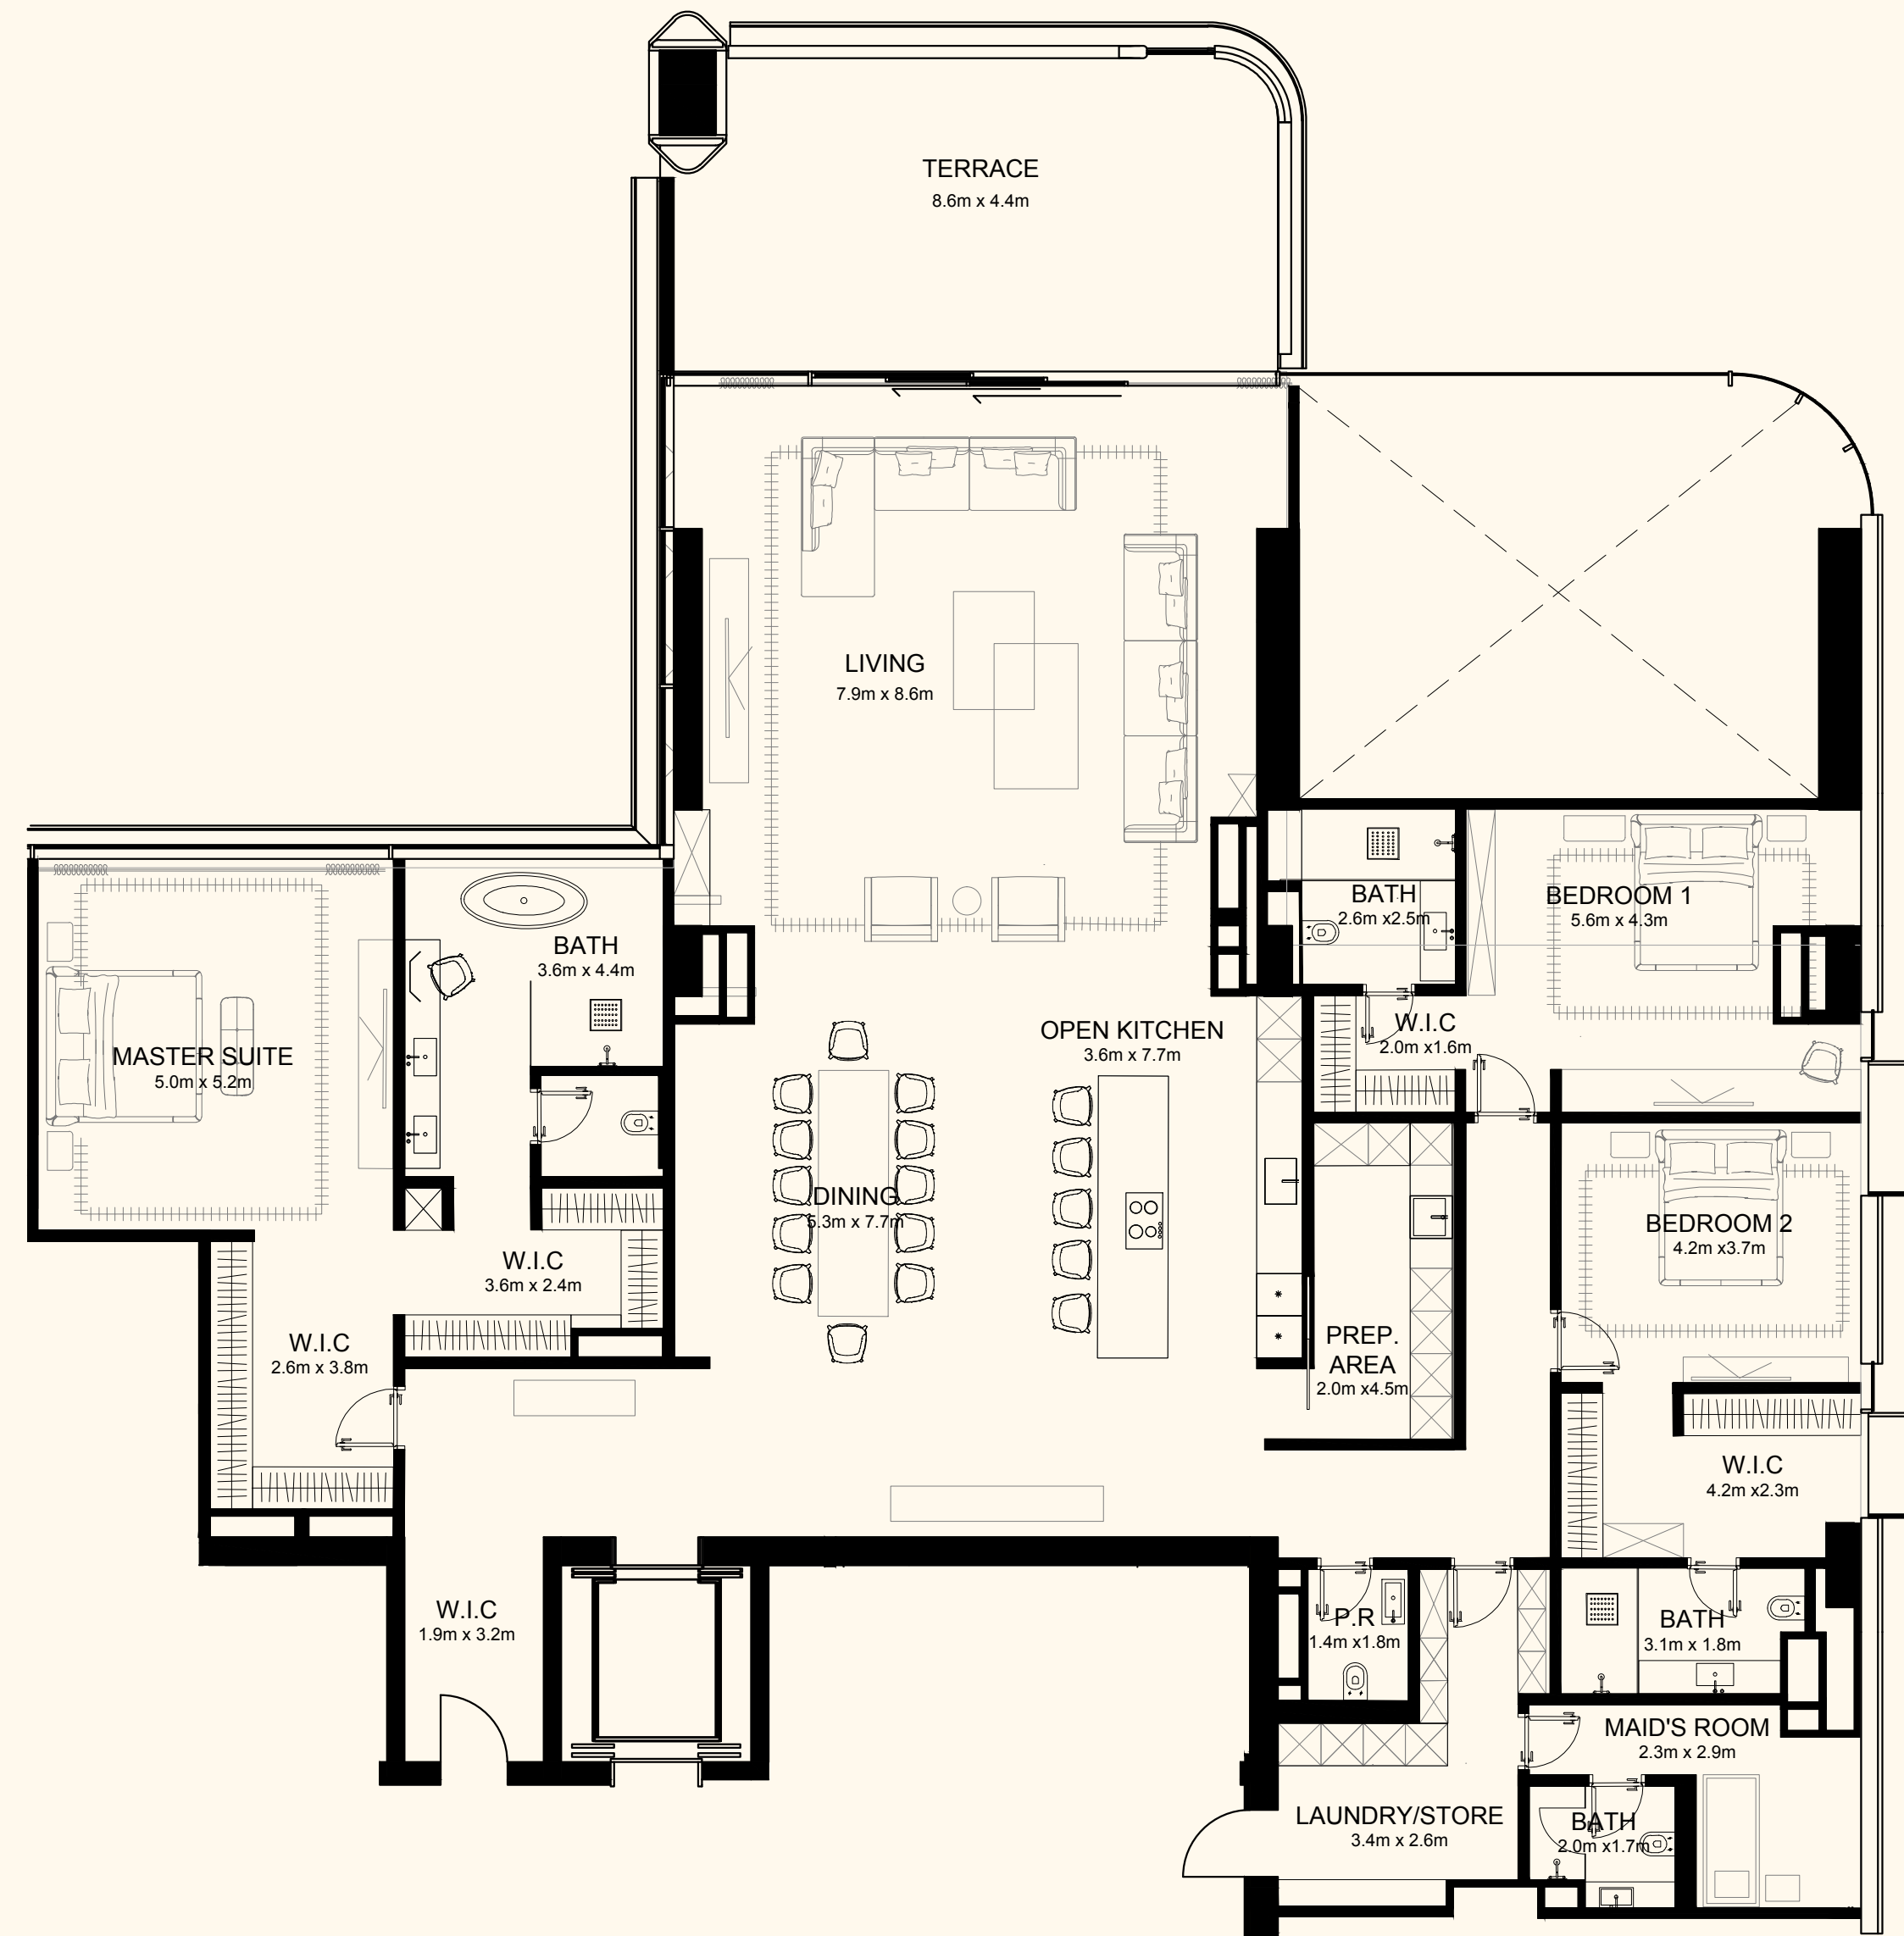 TERRACE
8.6m x 4.4m
LIVING
7.9m x 8.6m
BATH
2.6m x2.5m
BEDROOM 1
5.6m x 4.3m
BATH
3.6m x 4.4m
MASTER SUITE
5.0m x 5.2m
OPEN KITCHEN
3.6m x 7.7m
W.I.C
2.0m x1.6m
DINING
5.3m x 7.7m
BEDROOM 2
4.2m x3.7m
W.I.C
3.6m x 2.4m
W.I.C
2.6m x 3.8m
PREP.
AREA
2.0m x4.5m
W.I.C
4.2m x2.3m
W.I.C
1.9m x 3.2m
P.R
1.4m x1.8m
BATH
3.1m x 1.8m
MAID'S ROOM
2.3m x 2.9m
LAUNDRY/STORE
3.4m x 2.6m
BATH
2.0m x1.7m